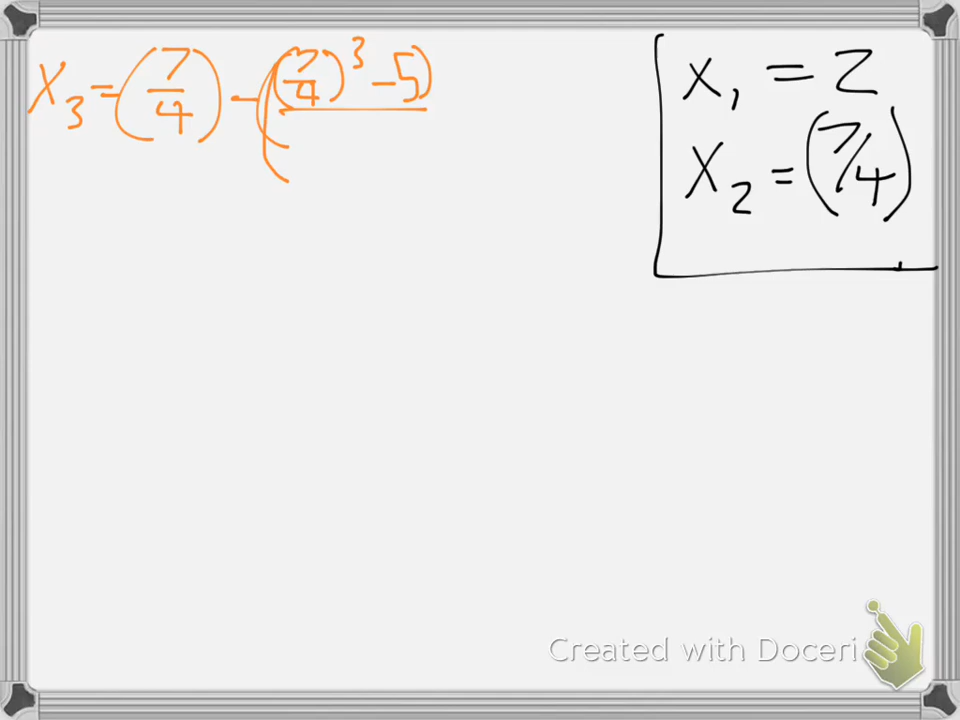 x₃ = (7/4) - ((7/4)³ - 5)
x₁ = 2
x₂ = (7/4)
Created with Doceri